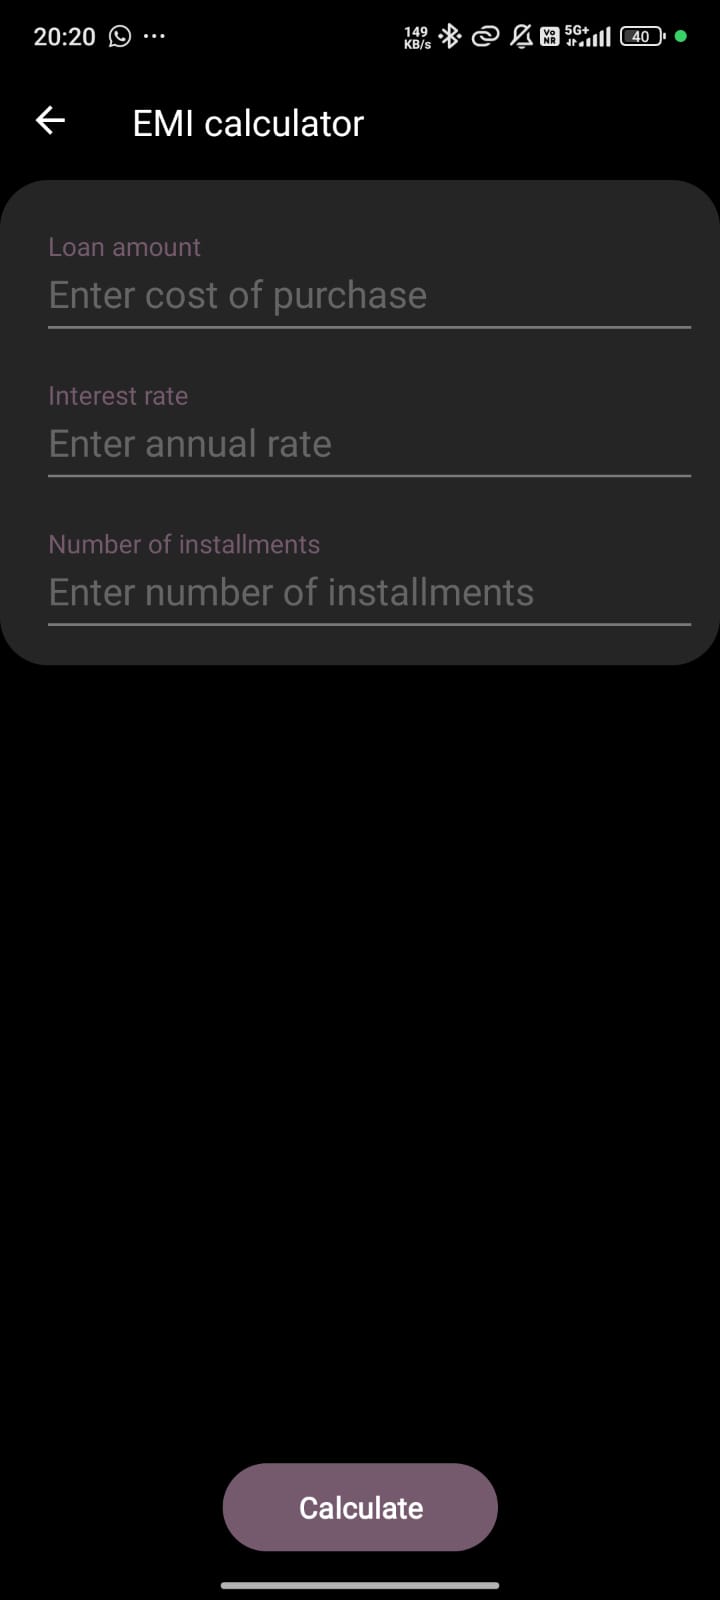 20:20 ...
149 KB/s Vo NR 5G+ 40
EMI calculator
Loan amount
Enter cost of purchase
Interest rate
Enter annual rate
Number of installments
Enter number of installments
Calculate